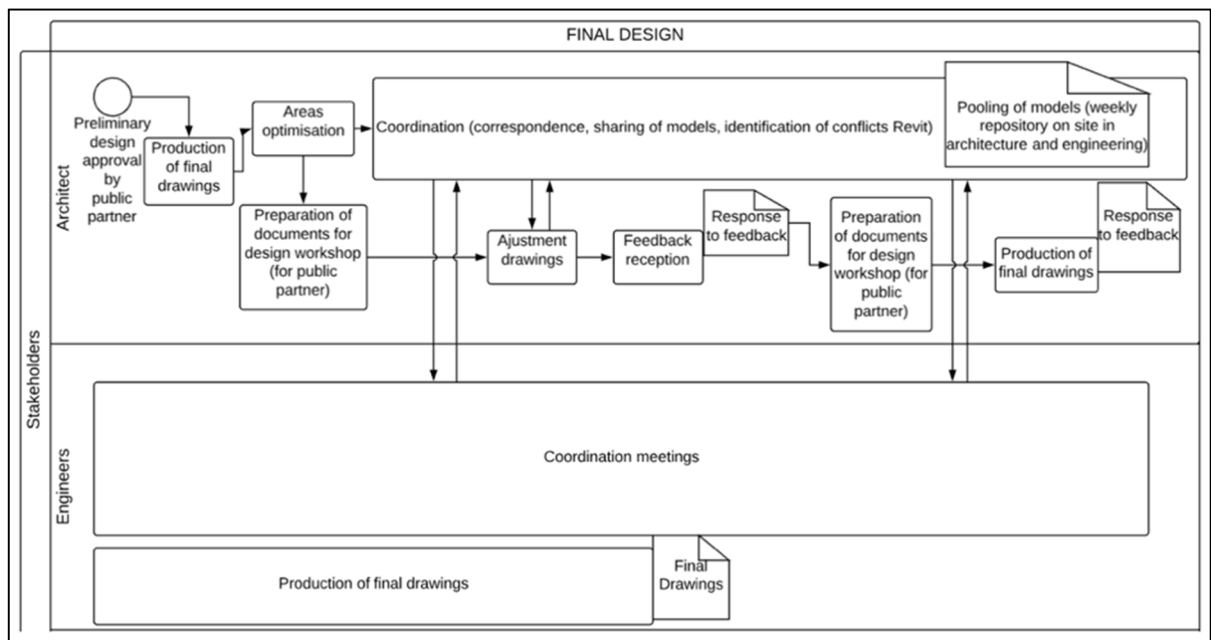 FINAL DESIGN
Stakeholders
Architect
Preliminary
design
approval
by
public
partner
Production
of final
drawings
Areas
optimisation
Coordination (correspondence, sharing of models, identification of conflicts Revit)
Pooling of models (weekly
repository on site in
architecture and engineering)
Preparation of
documents for
design workshop
(for public
partner)
Ajustment
drawings
Feedback
reception
Response
to feedback
Preparation
of documents
for design
workshop (for
public
partner)
Production of
final drawings
Response
to feedback
Engineers
Coordination meetings
Production of final drawings
Final
Drawings